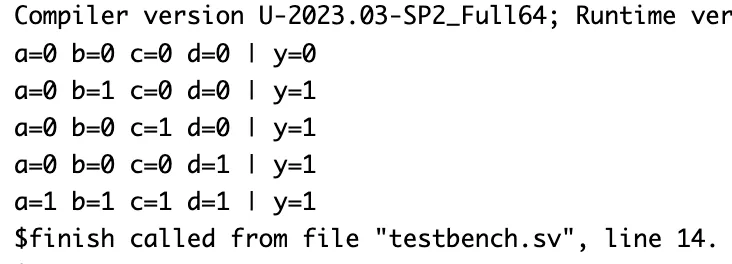 Compiler version U-2023.03-SP2_Full64; Runtime ver
a=0 b=0 c=0 d=0 | y=0
a=0 b=1 c=0 d=0 | y=1
a=0 b=0 c=1 d=0 | y=1
a=0 b=0 c=0 d=1 | y=1
a=1 b=1 c=1 d=1 | y=1
$finish called from file "testbench.sv", line 14.